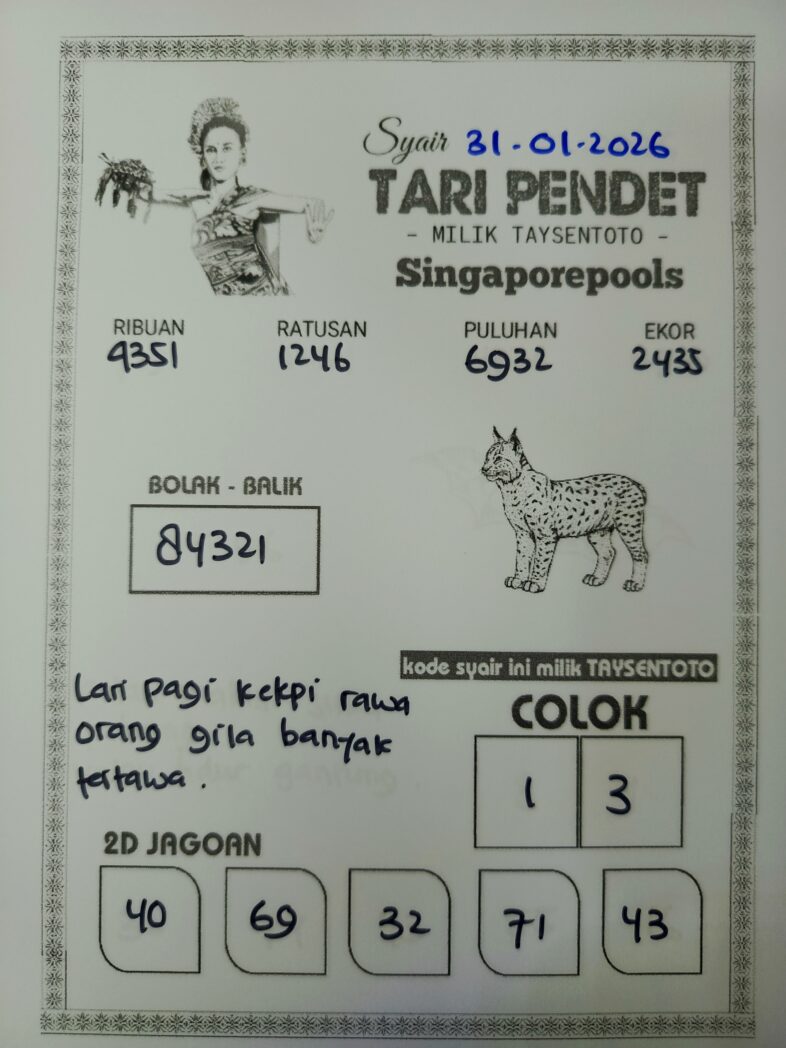 Syair 31-01-2026
TARI PENDET
- MILIK TAYSENTOTO -
Singaporepools
RIBUAN RATUSAN PULUHAN EKOR
9351 1246 6932 2435
BOLAK - BALIK
84321
kode syair ini milik TAYSENTOTO
Lari pagi kekpi rawa
orang gila banyak
tertawa.
COLOK
1 3
2D JAGOAN
40 69 32 71 43